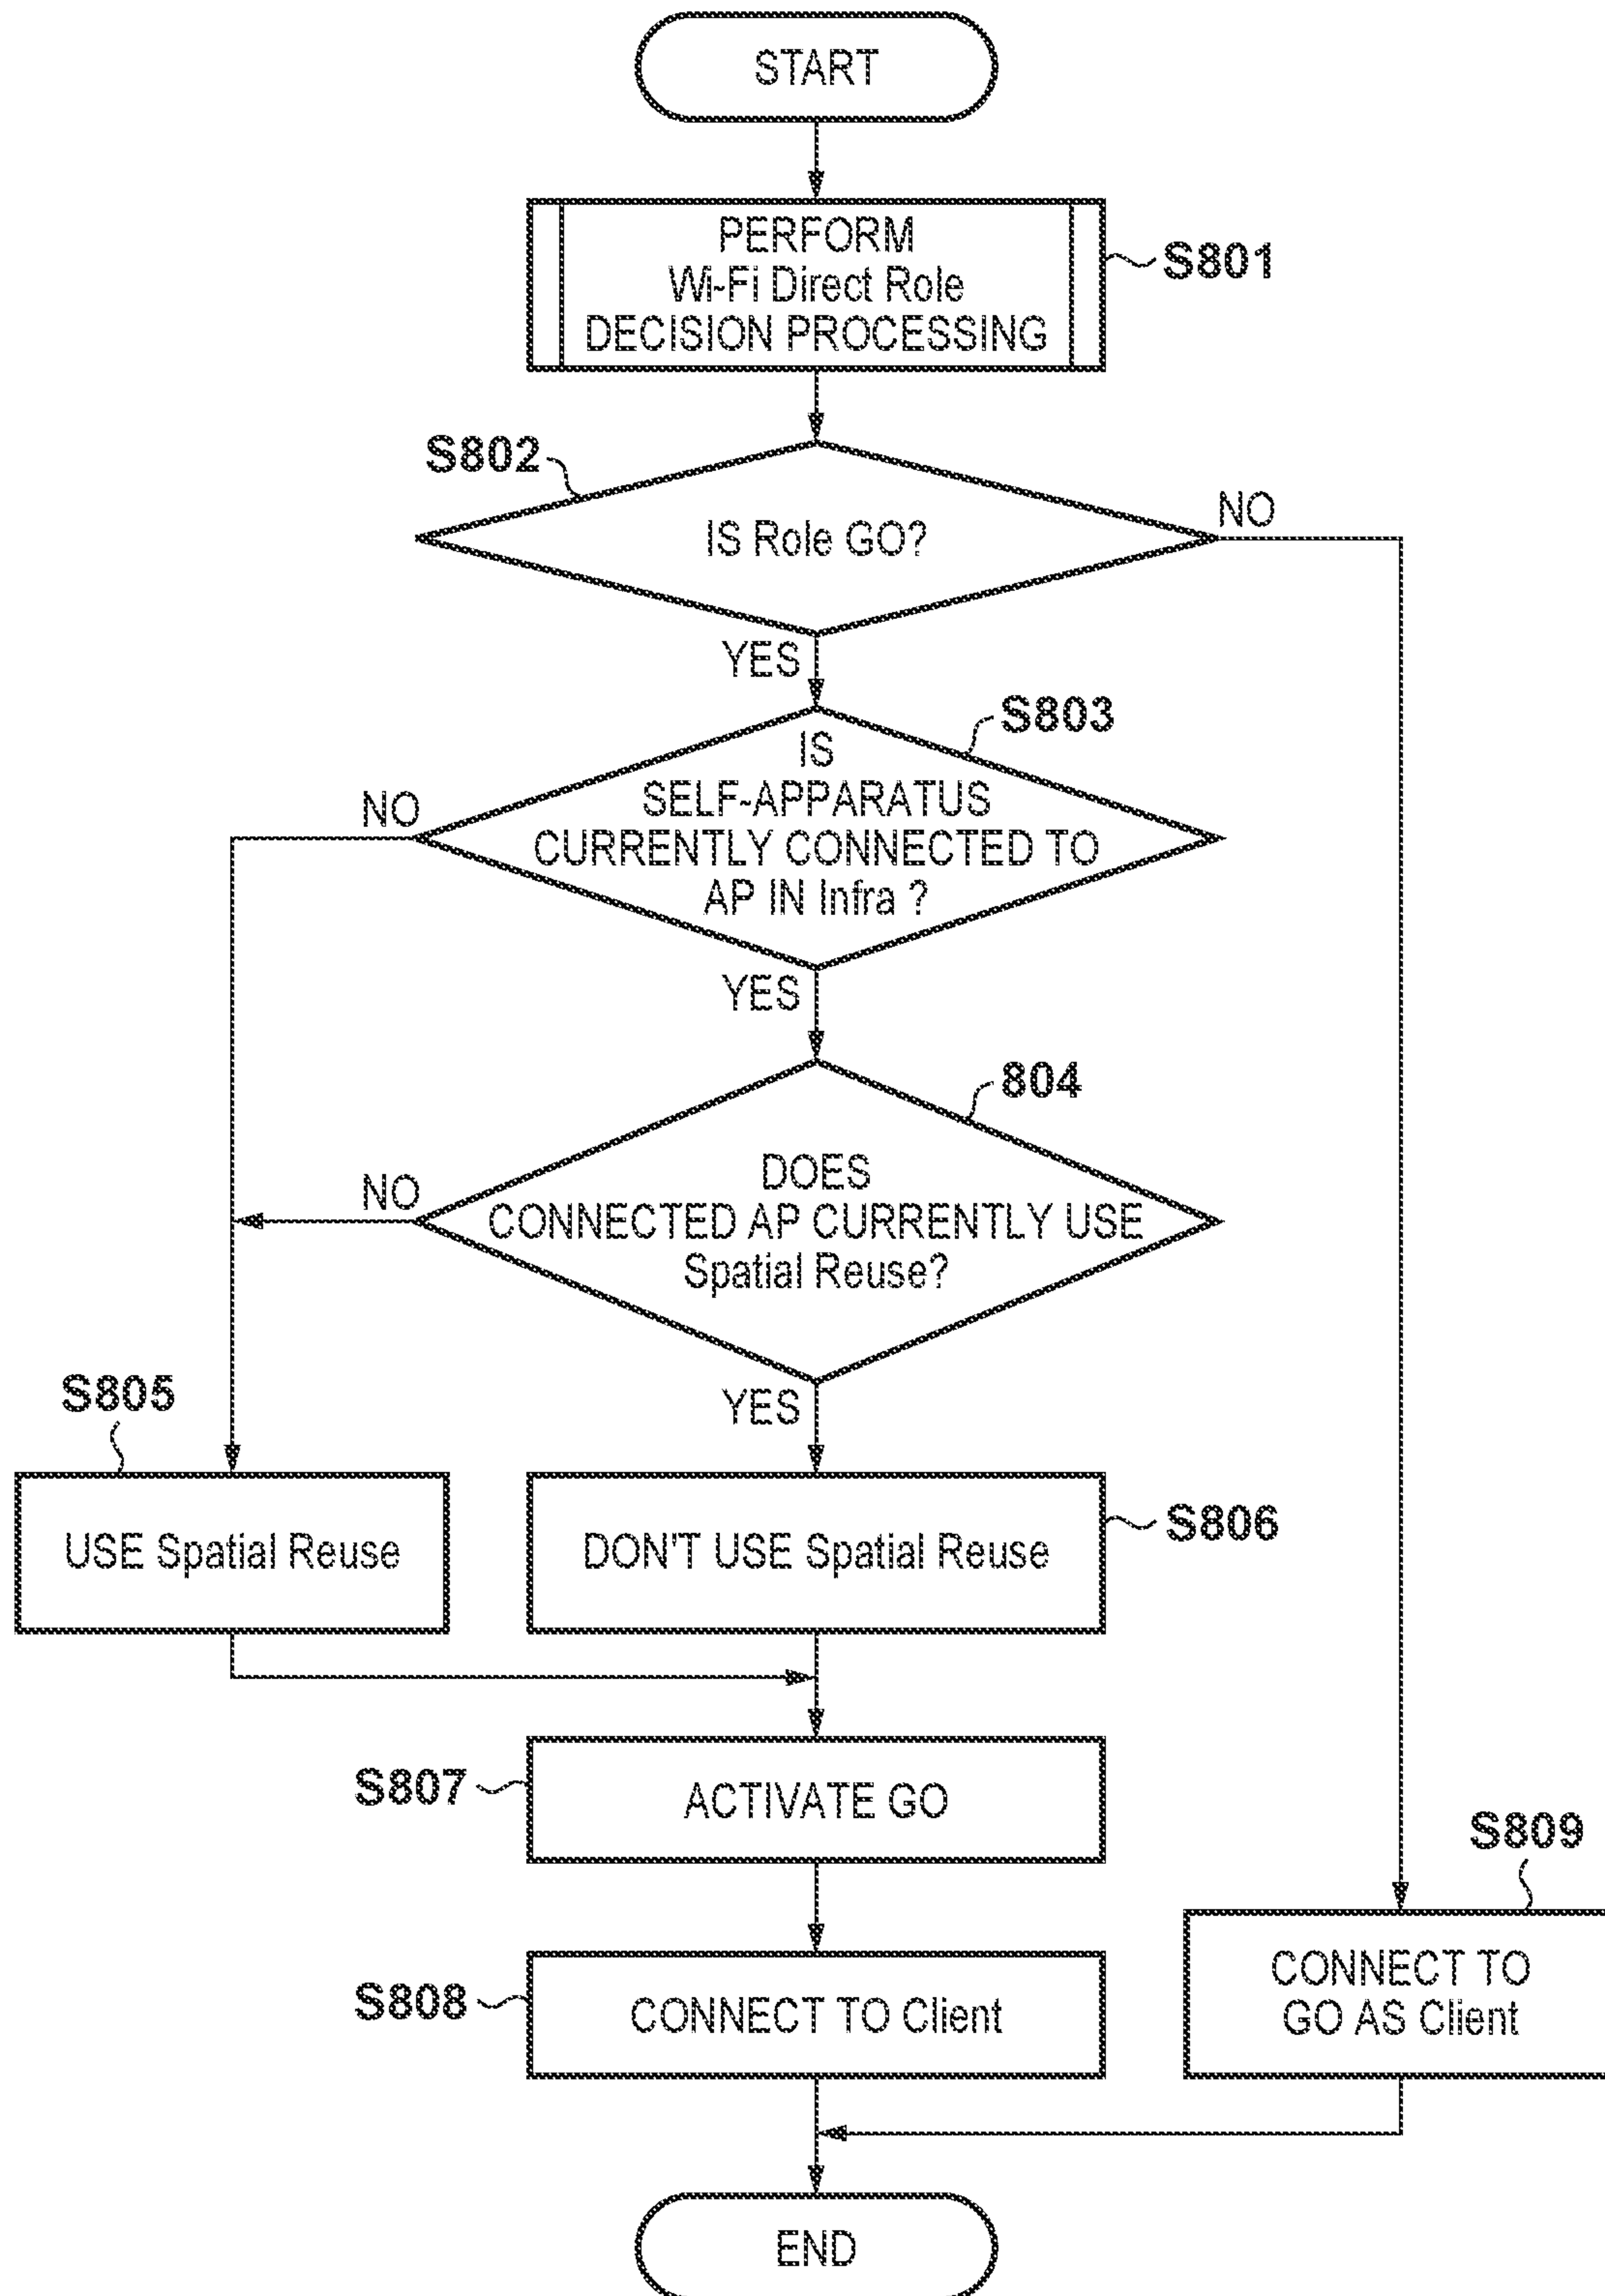 START
PERFORM
Wi-Fi Direct Role
DECISION PROCESSING
S801
S802
IS Role GO?
NO
YES
S803
IS
SELF-APPARATUS
CURRENTLY CONNECTED TO
AP IN Infra ?
NO
YES
804
DOES
CONNECTED AP CURRENTLY USE
Spatial Reuse?
NO
YES
S805
USE Spatial Reuse
DON'T USE Spatial Reuse
S806
S807
ACTIVATE GO
S808
CONNECT TO Client
S809
CONNECT TO
GO AS Client
END